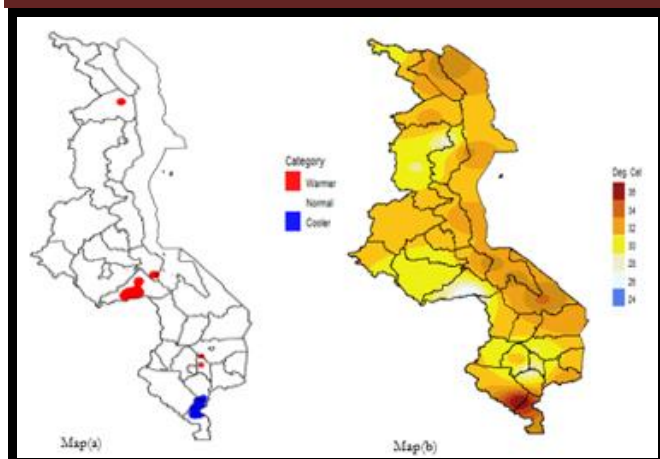 Category
Warmer
Normal
Cooler
Map(a)
Deg. Cel
36
34
32
30
28
26
24
Map(b)